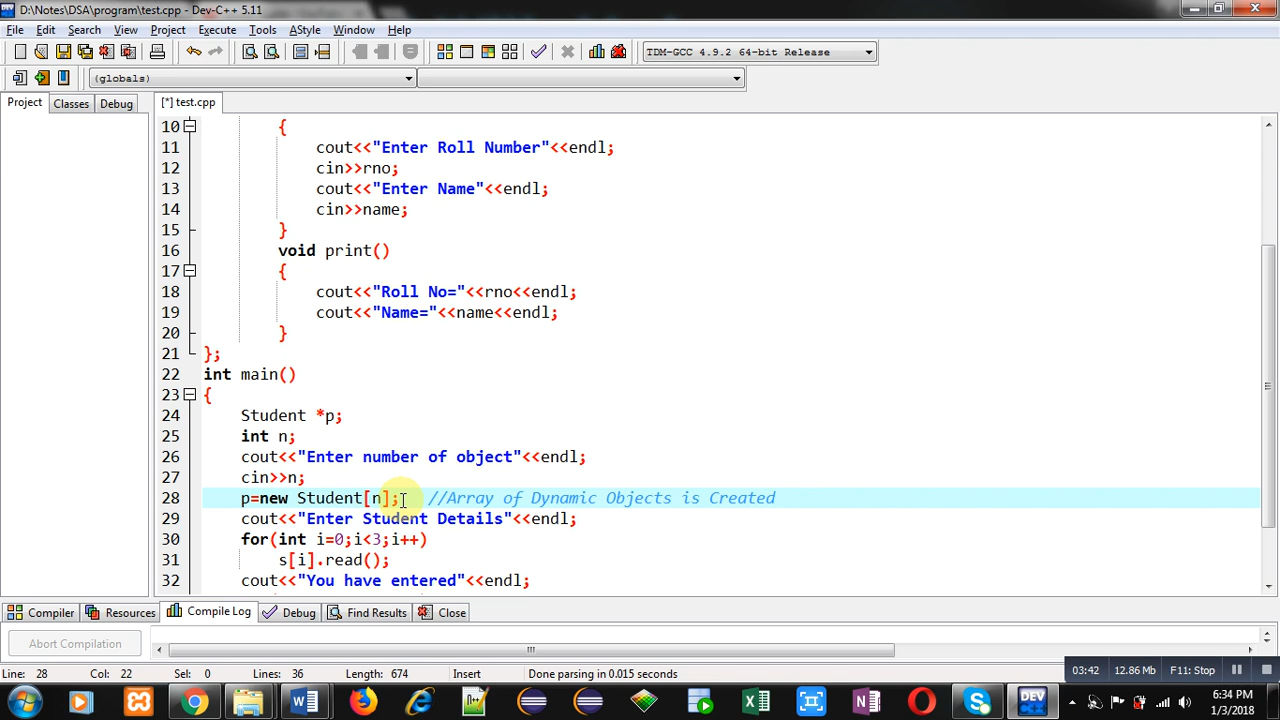 D:\Notes\DSA\program\test.cpp - Dev-C++ 5.11
File Edit Search View Project Execute Tools AStyle Window Help
TDM-GCC 4.9.2 64-bit Release
(globals)
Project Classes Debug [*] test.cpp
10 {
11 cout<<"Enter Roll Number"<<endl;
12 cin>>rno;
13 cout<<"Enter Name"<<endl;
14 cin>>name;
15 }
16 void print()
17 {
18 cout<<"Roll No="<<rno<<endl;
19 cout<<"Name="<<name<<endl;
20 }
21 };
22 int main()
23 {
24 Student *p;
25 int n;
26 cout<<"Enter number of object"<<endl;
27 cin>>n;
28 p=new Student[n]; //Array of Dynamic Objects is Created
29 cout<<"Enter Student Details"<<endl;
30 for(int i=0;i<3;i++)
31 s[i].read();
32 cout<<"You have entered"<<endl;
Compiler Resources Compile Log Debug Find Results Close
Abort Compilation
Line: 28 Col: 22 Sel: 0 Lines: 36 Length: 674 Insert Done parsing in 0.015 seconds
03:42 12.86 Mb F11: Stop
6:34 PM
1/3/2018